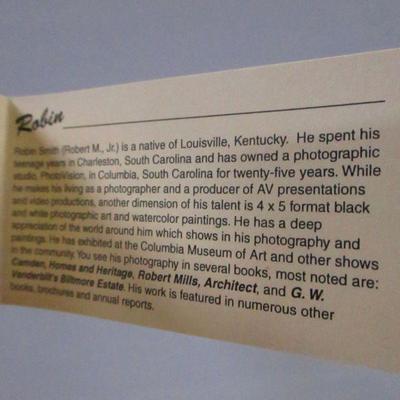 Robin
Robin Smith (Robert M., Jr.) is a native of Louisville, Kentucky. He spent his
teenage years in Charleston, South Carolina and has owned a photographic
studio, PhotoVision, in Columbia, South Carolina for twenty-five years. While
he makes his living as a photographer and a producer of AV presentations
and video productions, another dimension of his talent is 4 x 5 format black
and white photographic art and watercolor paintings. He has a deep
appreciation of the world around him which shows in his photography and
paintings. He has exhibited at the Columbia Museum of Art and other shows
in the community. You see his photography in several books, most noted are:
Camden, Homes and Heritage, Robert Mills, Architect, and G. W.
Vanderbilt's Biltmore Estate. His work is featured in numerous other
books, brochures and annual reports.